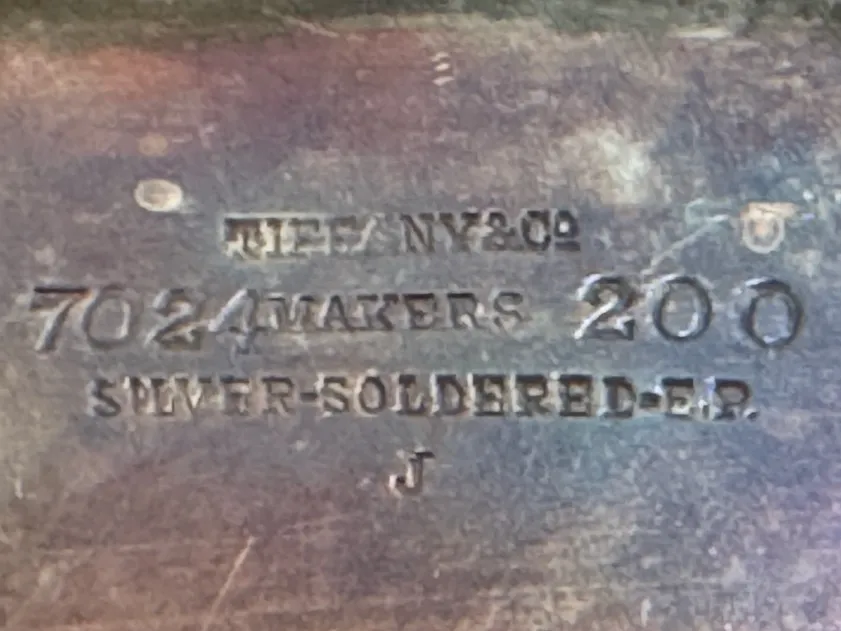 TIFFANY & Cº
7024 MAKERS 200
SILVER-SOLDERED-E.P.
J